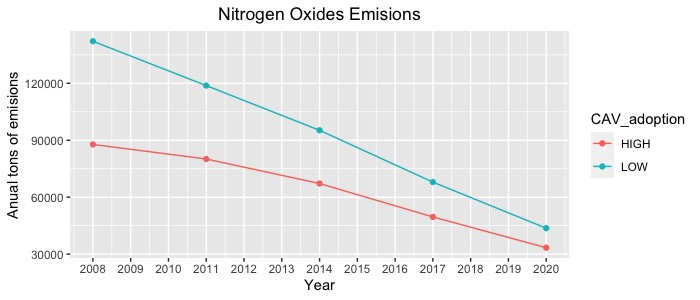 Nitrogen Oxides Emisions
Anual tons of emisions
120000
90000
60000
30000
2008 2009 2010 2011 2012 2013 2014 2015 2016 2017 2018 2019 2020
Year
CAV_adoption
HIGH
LOW